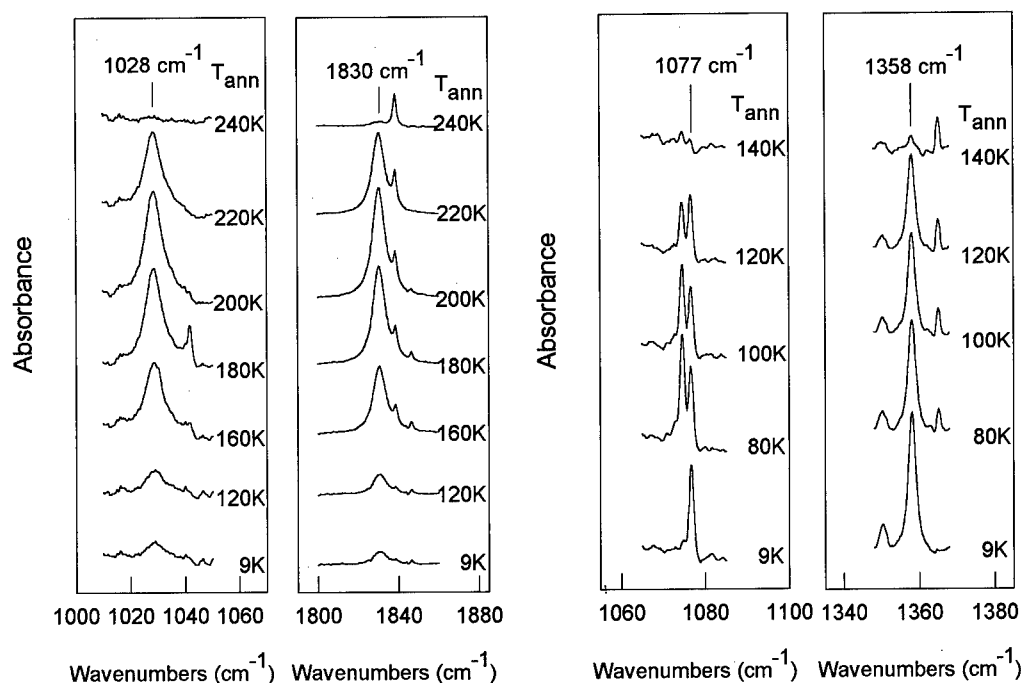 1028 cm⁻¹
T_ann
240K
220K
200K
180K
160K
120K
9K
1000 1020 1040 1060
Wavenumbers (cm⁻¹)
Absorbance
1830 cm⁻¹
T_ann
240K
220K
200K
180K
160K
120K
9K
1800 1840 1880
Wavenumbers (cm⁻¹)
1077 cm⁻¹
T_ann
140K
120K
100K
80K
9K
1060 1080 1100
Wavenumbers (cm⁻¹)
Absorbance
1358 cm⁻¹
T_ann
140K
120K
100K
80K
9K
1340 1360 1380
Wavenumbers (cm⁻¹)